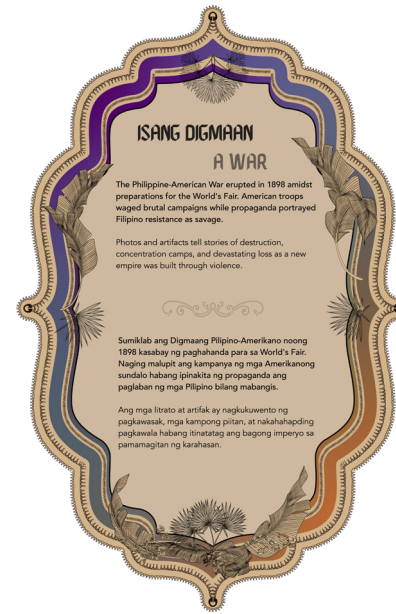 ISANG DIGMAAN
A WAR
The Philippine-American War erupted in 1898 amidst
preparations for the World's Fair. American troops
waged brutal campaigns while propaganda portrayed
Filipino resistance as savage.
Photos and artifacts tell stories of destruction,
concentration camps, and devastating loss as a new
empire was built through violence.
Sumiklab ang Digmaang Pilipino-Amerikano noong
1898 kasabay ng paghahanda para sa World's Fair.
Naging malupit ang kampanya ng mga Amerikanong
sundalo habang ipinakita ng propaganda ang
paglaban ng mga Pilipino bilang mabangis.
Ang mga litrato at artifak ay nagkukuwento ng
pagkawasak, mga kampong piitan, at nakahahapding
pagkawala habang itinatatag ang bagong imperyo sa
pamamagitan ng karahasan.